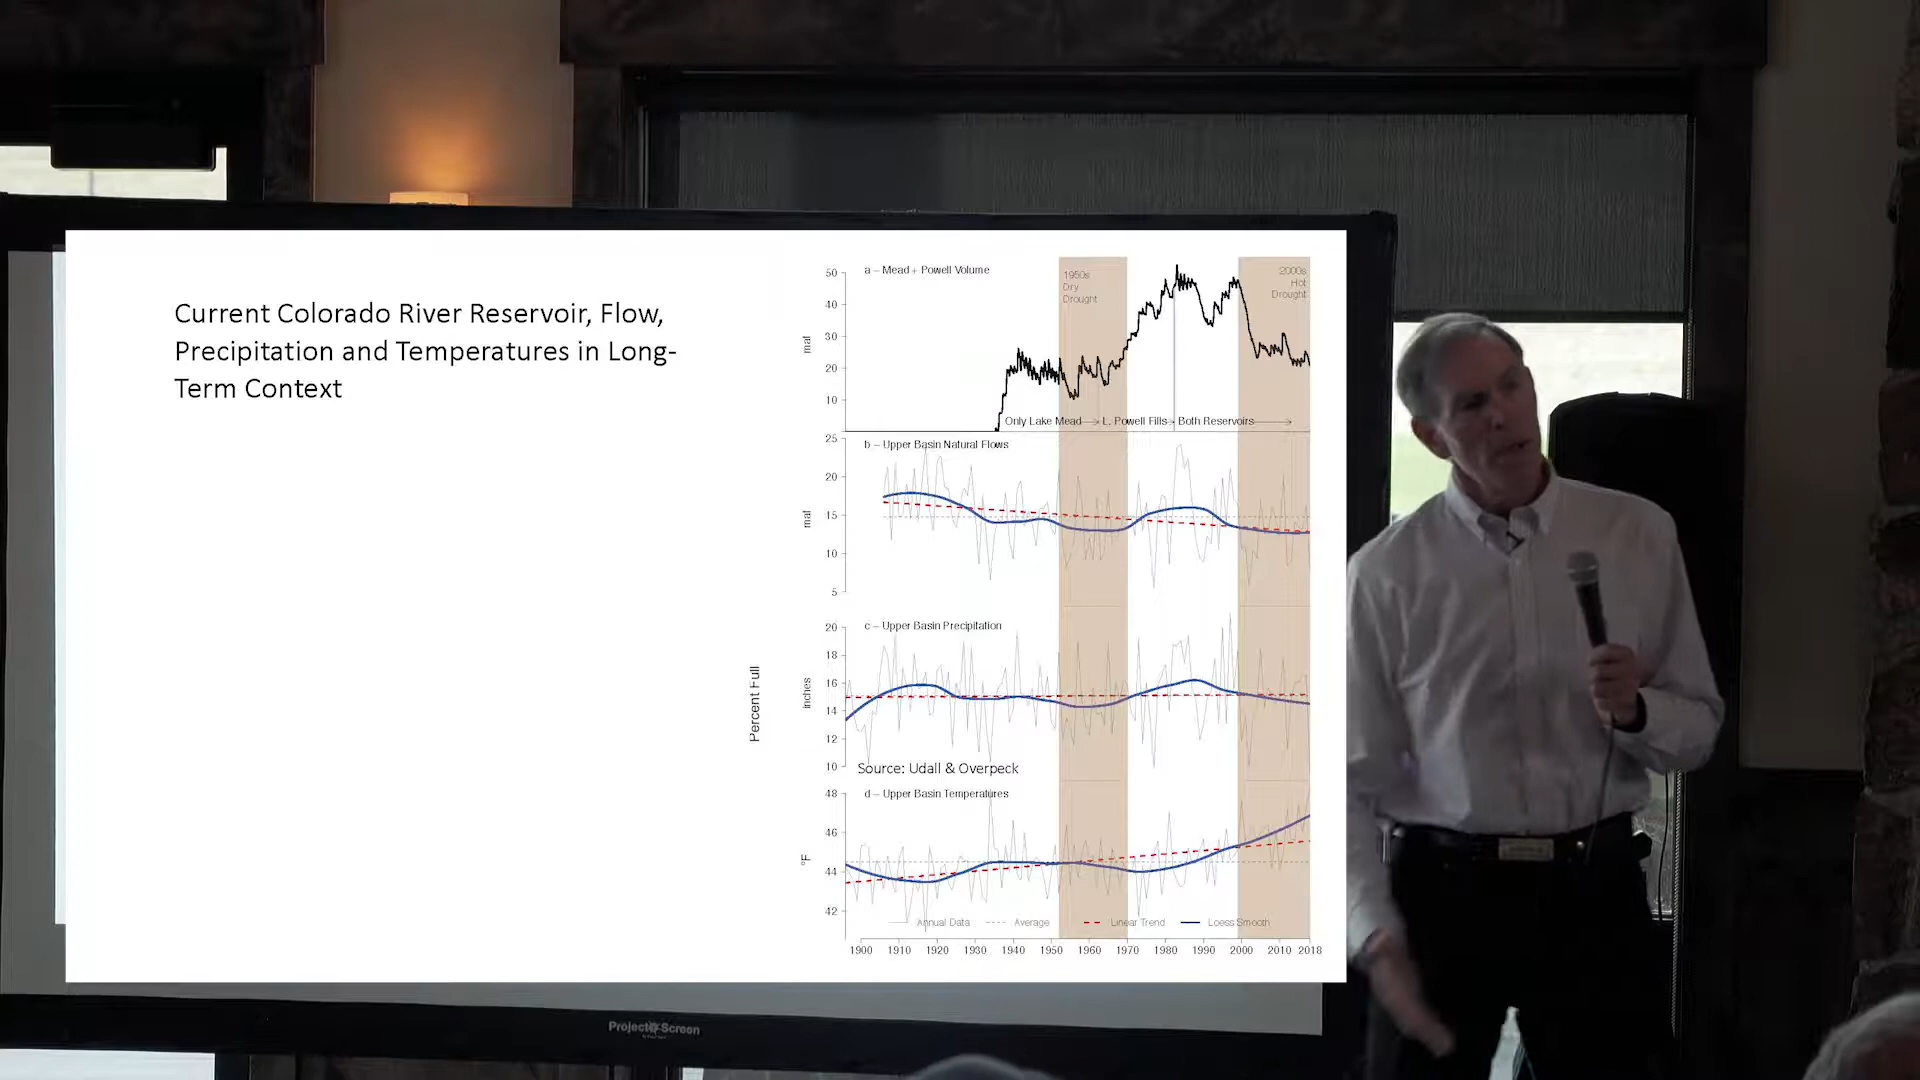 Current Colorado River Reservoir, Flow,
Precipitation and Temperatures in Long-
Term Context
Percent Full
a – Mead + Powell Volume
1950s
Dry
Drought
2000s
Hot
Drought
50
40
30
20
10
maf
Only Lake Mead
L. Powell Fills
Both Reservoirs
b – Upper Basin Natural Flows
25
20
15
10
5
maf
c – Upper Basin Precipitation
20
18
16
14
12
10
inches
Source: Udall & Overpeck
d – Upper Basin Temperatures
48
46
44
42
°F
Annual Data Average Linear Trend Loess Smooth
1900 1910 1920 1930 1940 1950 1960 1970 1980 1990 2000 2010 2018
Project Screen